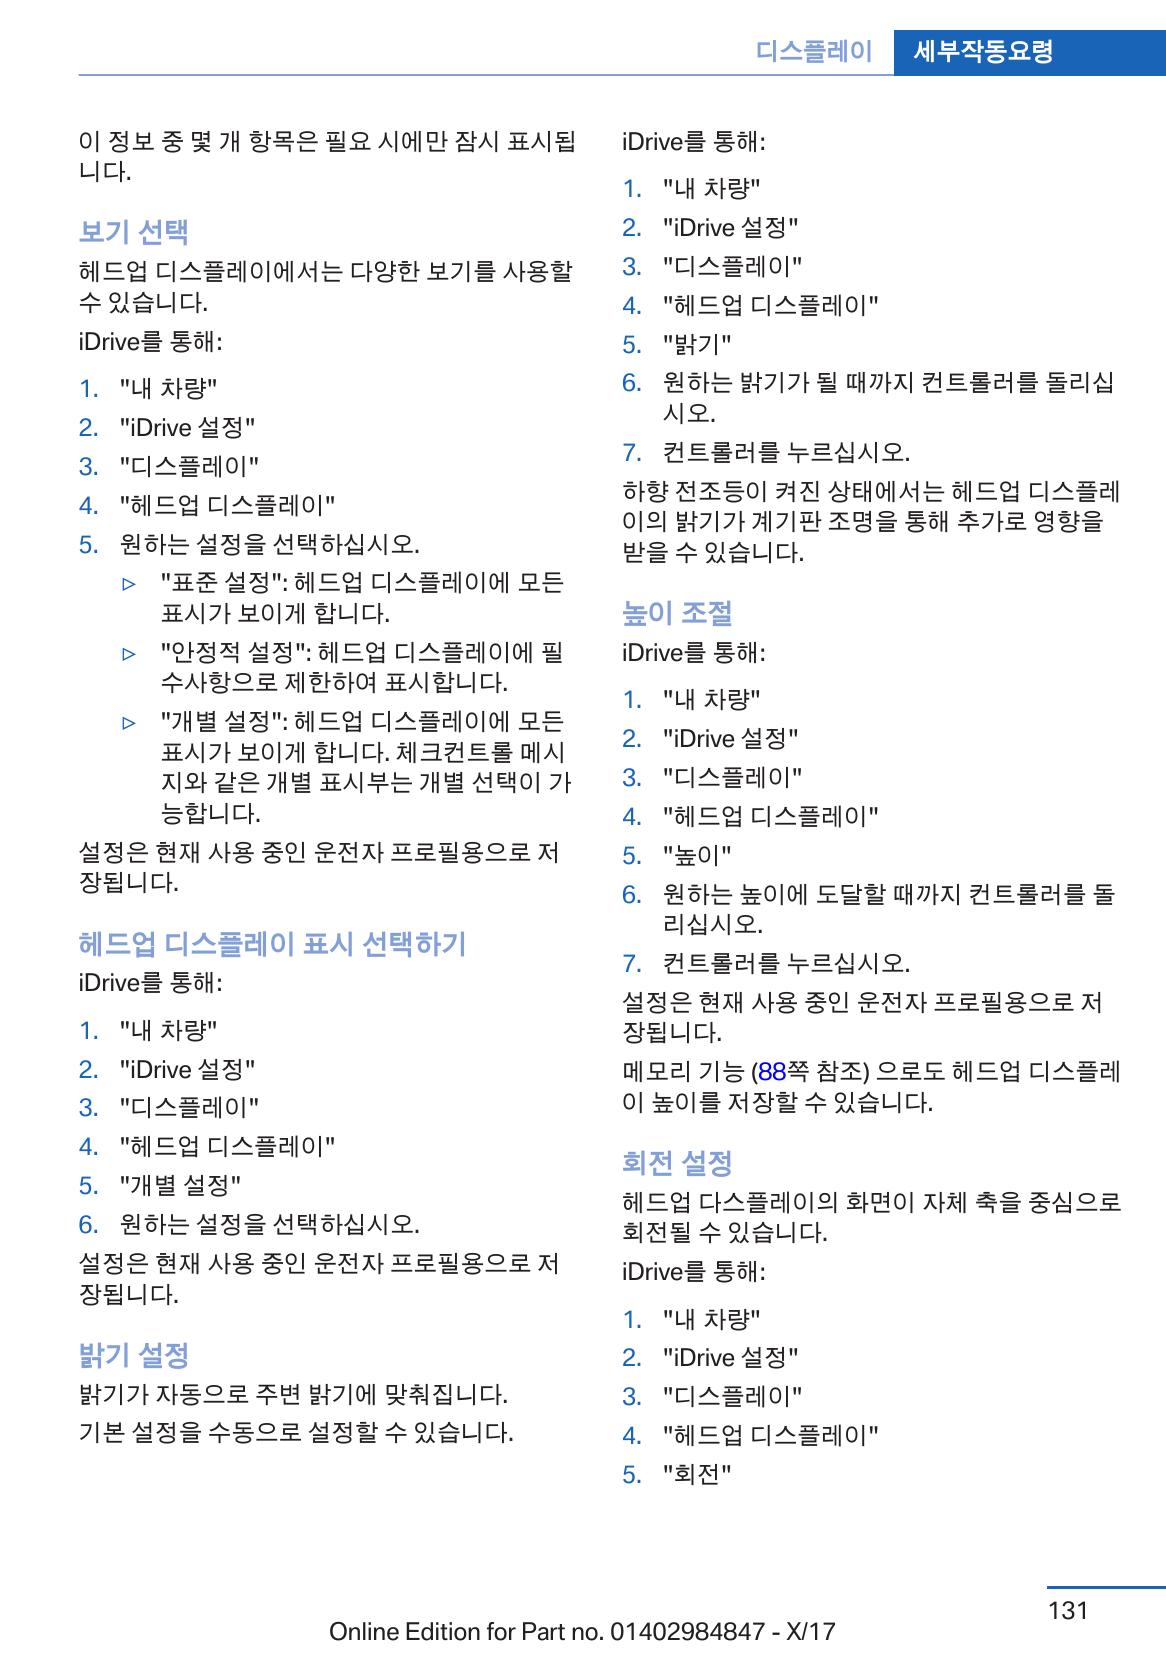 디스플레이 세부작동요령
이 정보 중 몇 개 항목은 필요 시에만 잠시 표시됩
니다.
보기 선택
헤드업 디스플레이에서는 다양한 보기를 사용할
수 있습니다.
iDrive를 통해:
1. "내 차량"
2. "iDrive 설정"
3. "디스플레이"
4. "헤드업 디스플레이"
5. 원하는 설정을 선택하십시오.
▷ "표준 설정": 헤드업 디스플레이에 모든
표시가 보이게 합니다.
▷ "안정적 설정": 헤드업 디스플레이에 필
수사항으로 제한하여 표시합니다.
▷ "개별 설정": 헤드업 디스플레이에 모든
표시가 보이게 합니다. 체크컨트롤 메시
지와 같은 개별 표시부는 개별 선택이 가
능합니다.
설정은 현재 사용 중인 운전자 프로필용으로 저
장됩니다.
헤드업 디스플레이 표시 선택하기
iDrive를 통해:
1. "내 차량"
2. "iDrive 설정"
3. "디스플레이"
4. "헤드업 디스플레이"
5. "개별 설정"
6. 원하는 설정을 선택하십시오.
설정은 현재 사용 중인 운전자 프로필용으로 저
장됩니다.
밝기 설정
밝기가 자동으로 주변 밝기에 맞춰집니다.
기본 설정을 수동으로 설정할 수 있습니다.
iDrive를 통해:
1. "내 차량"
2. "iDrive 설정"
3. "디스플레이"
4. "헤드업 디스플레이"
5. "밝기"
6. 원하는 밝기가 될 때까지 컨트롤러를 돌리십
시오.
7. 컨트롤러를 누르십시오.
하향 전조등이 켜진 상태에서는 헤드업 디스플레
이의 밝기가 계기판 조명을 통해 추가로 영향을
받을 수 있습니다.
높이 조절
iDrive를 통해:
1. "내 차량"
2. "iDrive 설정"
3. "디스플레이"
4. "헤드업 디스플레이"
5. "높이"
6. 원하는 높이에 도달할 때까지 컨트롤러를 돌
리십시오.
7. 컨트롤러를 누르십시오.
설정은 현재 사용 중인 운전자 프로필용으로 저
장됩니다.
메모리 기능 (88쪽 참조) 으로도 헤드업 디스플레
이 높이를 저장할 수 있습니다.
회전 설정
헤드업 다스플레이의 화면이 자체 축을 중심으로
회전될 수 있습니다.
iDrive를 통해:
1. "내 차량"
2. "iDrive 설정"
3. "디스플레이"
4. "헤드업 디스플레이"
5. "회전"
131
Online Edition for Part no. 01402984847 - X/17